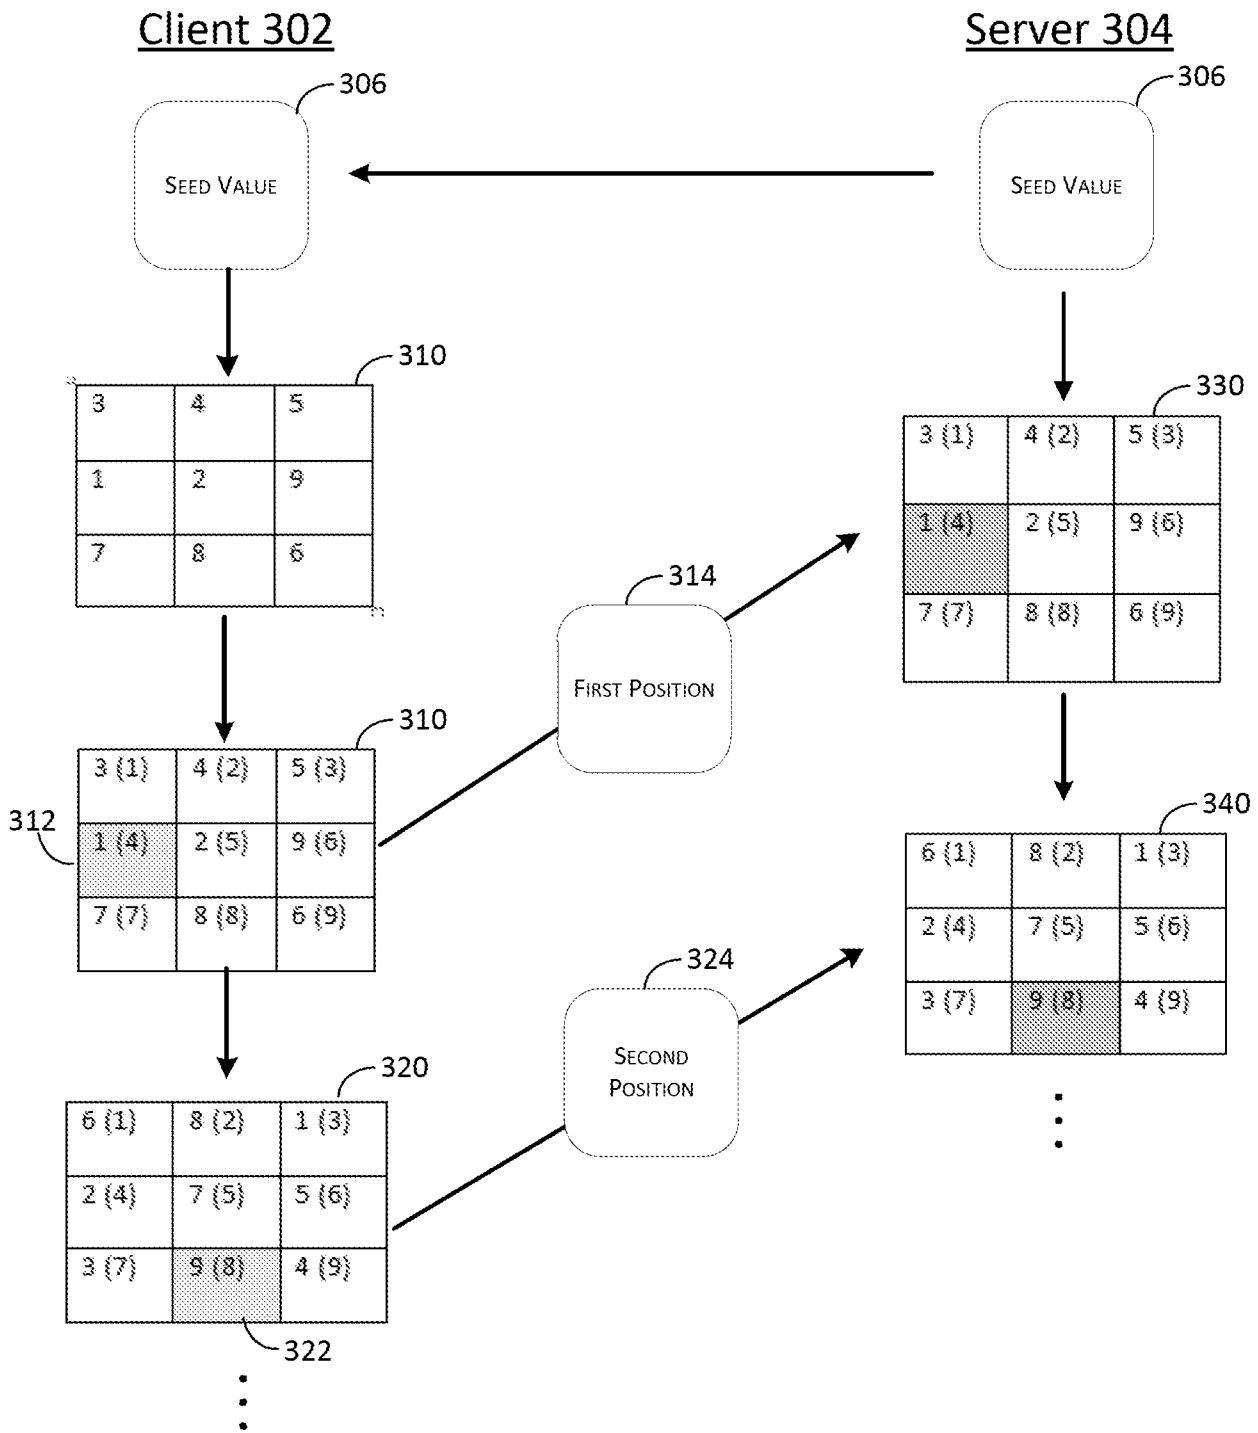 Client 302
Server 304
306
306
SEED VALUE
SEED VALUE
310
3 4 5
1 2 9
7 8 6
330
3 (1) 4 (2) 5 (3)
1 (4) 2 (5) 9 (6)
7 (7) 8 (8) 6 (9)
314
FIRST POSITION
310
3 (1) 4 (2) 5 (3)
312
1 (4) 2 (5) 9 (6)
7 (7) 8 (8) 6 (9)
340
6 (1) 8 (2) 1 (3)
2 (4) 7 (5) 5 (6)
3 (7) 9 (8) 4 (9)
324
SECOND
POSITION
320
6 (1) 8 (2) 1 (3)
2 (4) 7 (5) 5 (6)
3 (7) 9 (8) 4 (9)
322